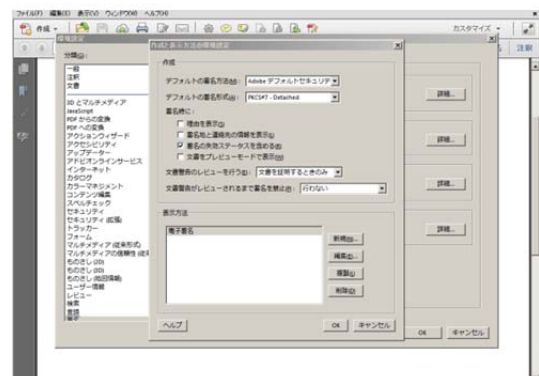 ファイル(F) 編集(E) 表示(V) ウィンドウ(W) ヘルプ(H)
作成
カスタマイズ
注釈
環境設定
分類(G):
一般
注釈
文書
3D とマルチメディア
JavaScript
PDF からの変換
PDF への変換
アクションウィザード
アクセシビリティ
アップデーター
アドビオンラインサービス
インターネット
カタログ
カラーマネジメント
コンテンツ編集
スペルチェック
セキュリティ
セキュリティ (拡張)
トラッカー
フォーム
マルチメディア (従来形式)
マルチメディアの信頼性 (従来
ものさし (2D)
ものさし (3D)
ものさし (地図情報)
ユーザー情報
レビュー
検索
言語
詳細...
詳細...
詳細...
詳細...
OK キャンセル
作成と表示方法の環境設定
作成
デフォルトの署名方法(M): Adobe デフォルトセキュリテ
デフォルトの署名形式(F): PKCS#7 - Detached
署名時に:
理由を表示(S)
署名地と連絡先の情報を表示(L)
署名の失効ステータスを含める(R)
文書をプレビューモードで表示(W)
文書警告のレビューを行う(D): 文書を証明するときのみ
文書警告がレビューされるまで署名を禁止(P): 行わない
表示方法
電子署名
新規(N)...
編集(E)...
複製(U)
削除(D)
ヘルプ
OK キャンセル